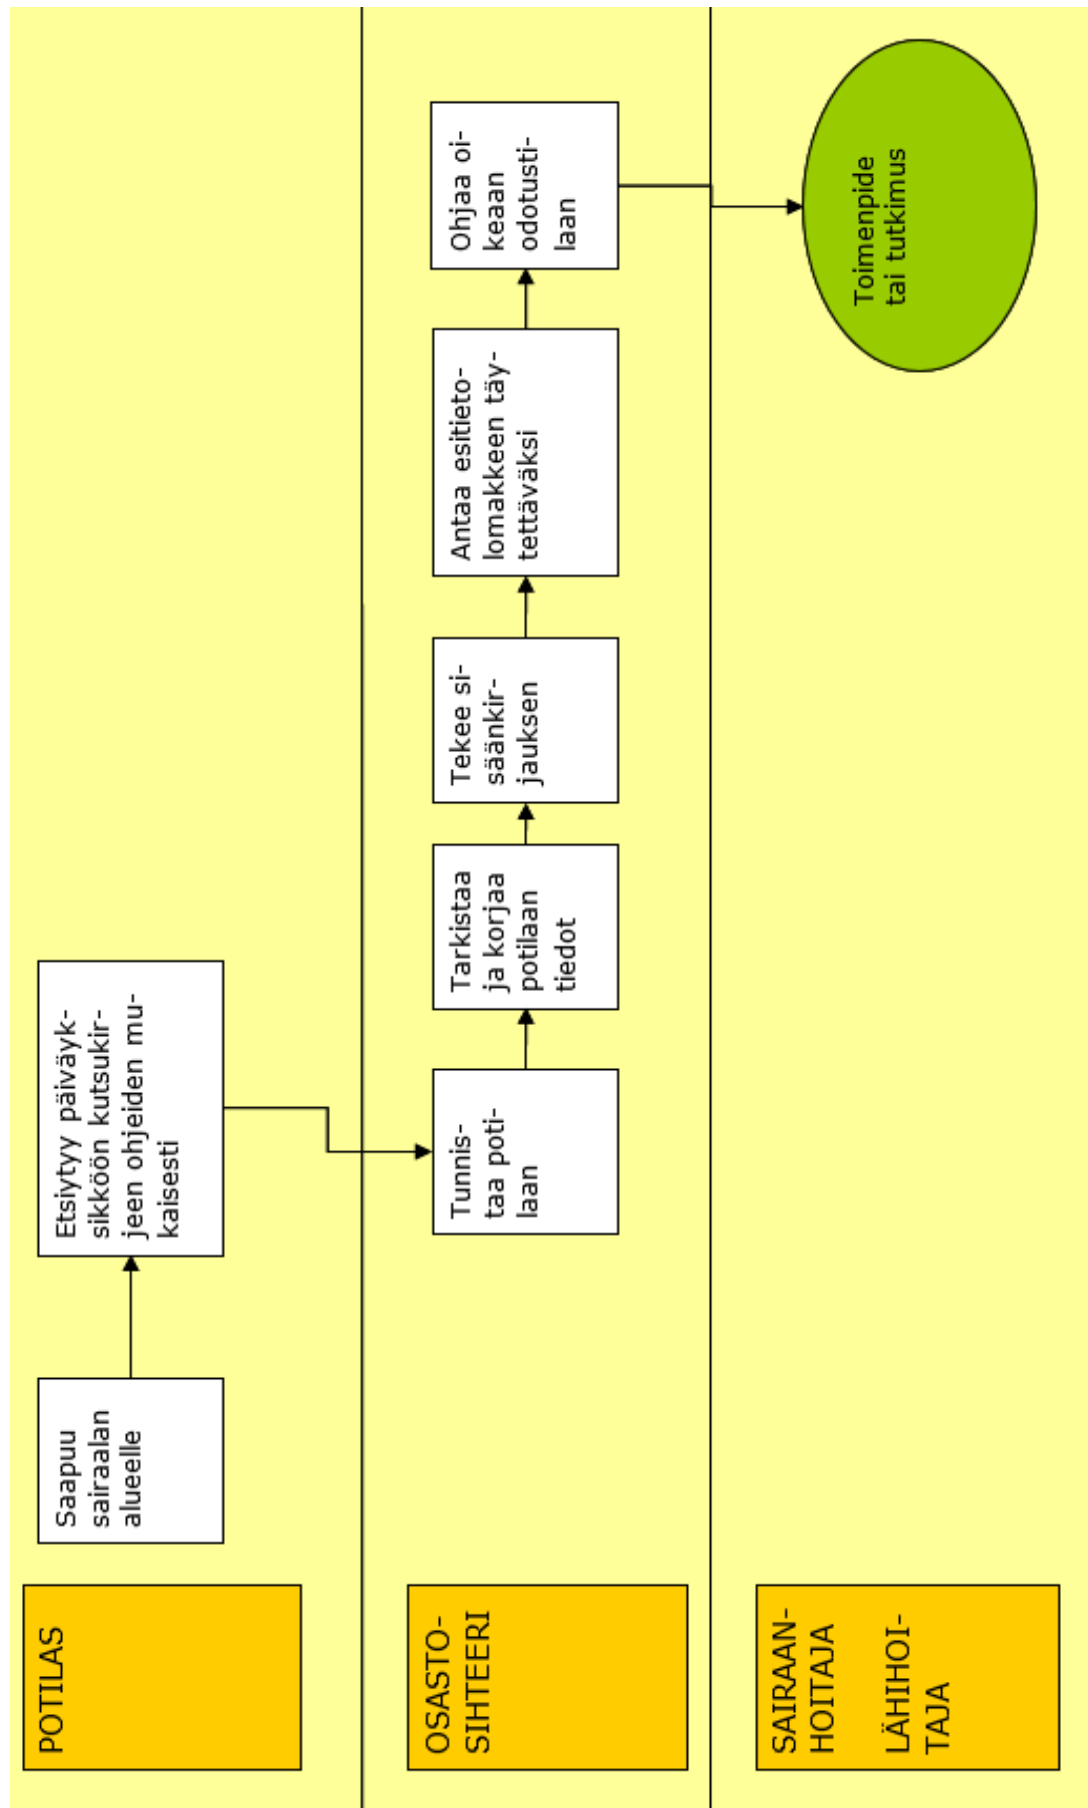 POTILAS
Saapuu
sairaalan
alueelle
Etsiytyy päiväyk-
sikköön kutsukir-
jeen ohjeiden mu-
kaisesti
OSASTO-
SIHTEERI
Tunnis-
taa poti-
laan
Tarkistaa
ja korjaa
potilaan
tiedot
Tekee si-
säänkir-
jauksen
Antaa esitieto-
lomakkeen täy-
tettäväksi
Ohjaa oi-
keaan
odotusti-
laan
SAIRAAN-
HOITAJA
LÄHIHOI-
TAJA
Toimenpide
tai tutkimus